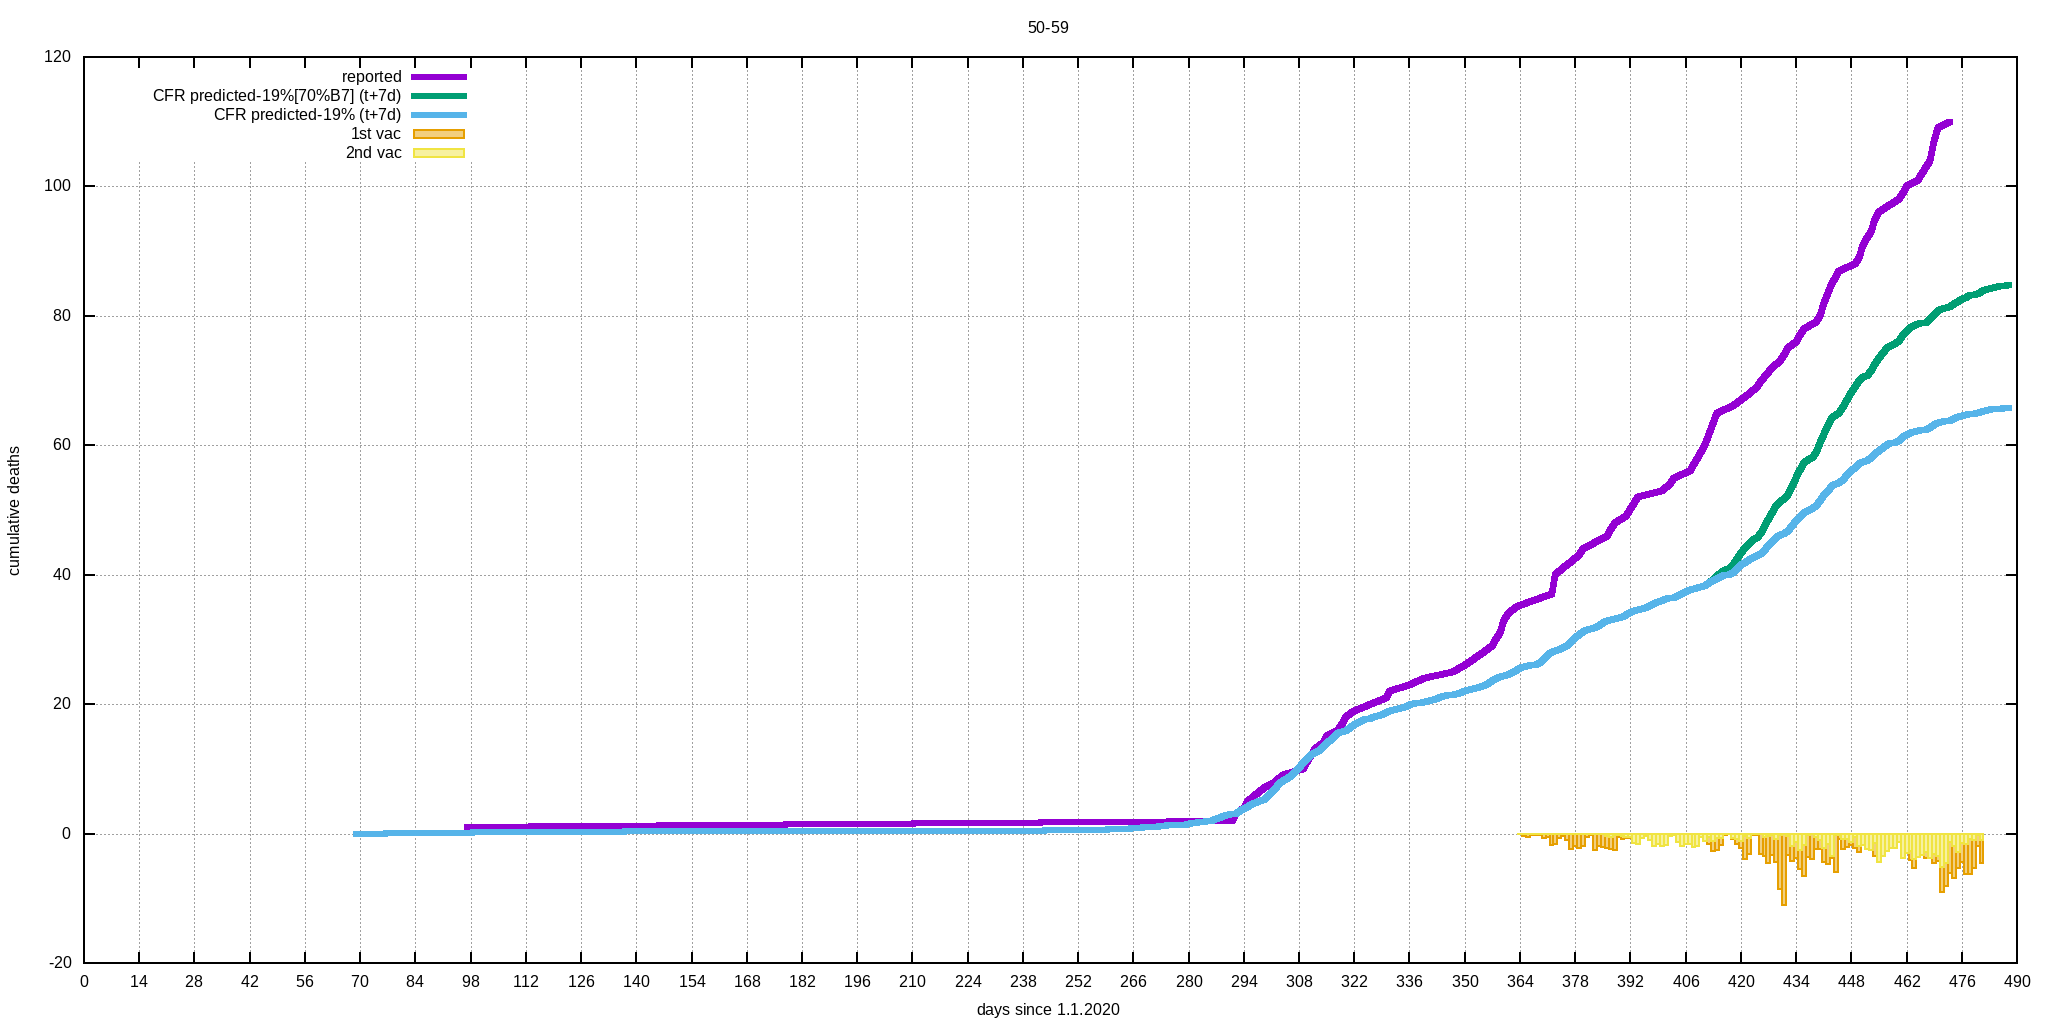 50-59
120
100
80
60
40
20
0
-20
reported
CFR predicted-19%[70%B7] (t+7d)
CFR predicted-19% (t+7d)
1st vac
2nd vac
cumulative deaths
0 14 28 42 56 70 84 98 112 126 140 154 168 182 196 210 224 238 252 266 280 294 308 322 336 350 364 378 392 406 420 434 448 462 476 490
days since 1.1.2020